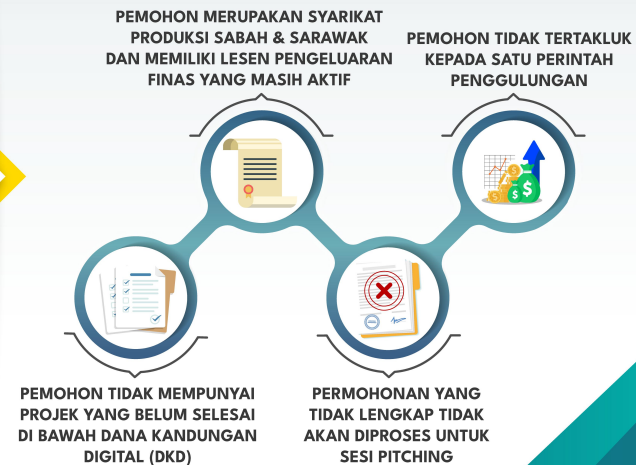 PEMOHON MERUPAKAN SYARIKAT
PRODUKSI SABAH & SARAWAK
DAN MEMILIKI LESEN PENGELUARAN
FINAS YANG MASIH AKTIF
PEMOHON TIDAK TERTAKLUK
KEPADA SATU PERINTAH
PENGGULUNGAN
PEMOHON TIDAK MEMPUNYAI
PROJEK YANG BELUM SELESAI
DI BAWAH DANA KANDUNGAN
DIGITAL (DKD)
PERMOHONAN YANG
TIDAK LENGKAP TIDAK
AKAN DIPROSES UNTUK
SESI PITCHING